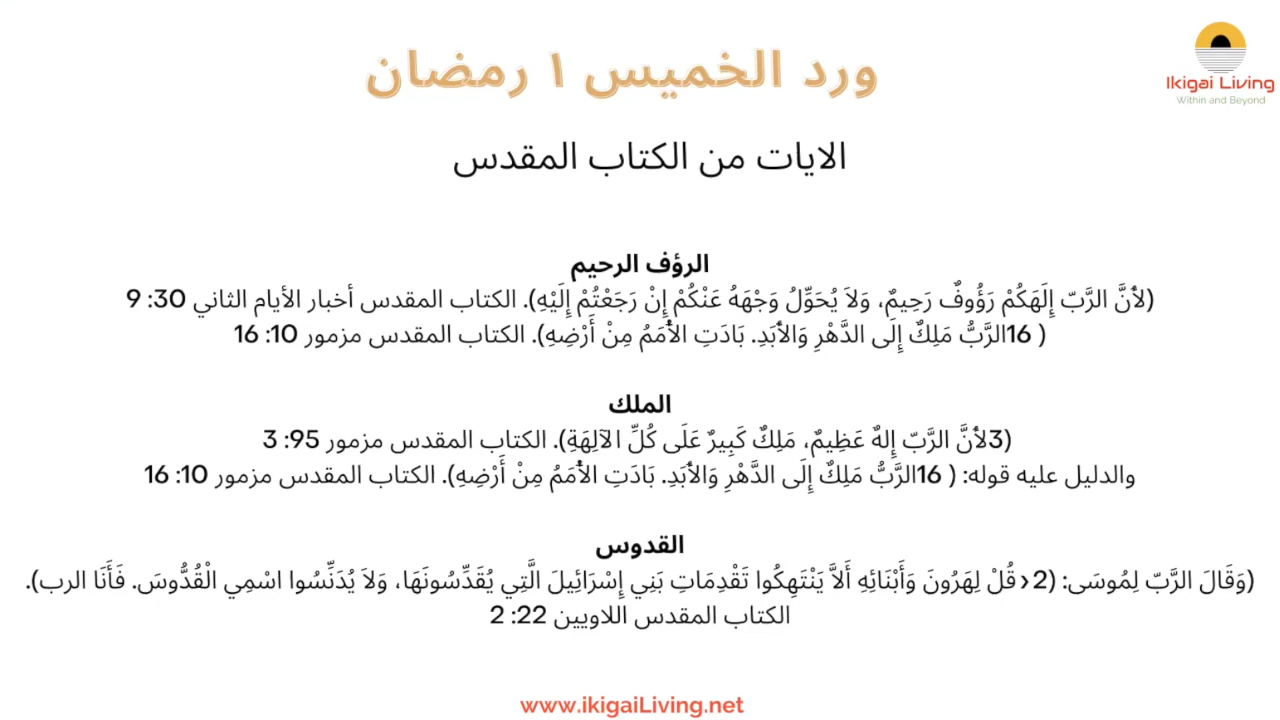 ورد الخميس ١ رمضان
Ikigai Living
Within and Beyond
الايات من الكتاب المقدس
الرؤف الرحيم
(لأَنَّ الرَّبّ إِلَهَكُمْ رَؤُوفٌ رَحِيمٌ، وَلاَ يُحَوِّلُ وَجْهَهُ عَنْكُمْ إِنْ رَجَعْتُمْ إِلَيْهِ). الكتاب المقدس أخبار الأيام الثاني 30: 9
( 16الرَّبُّ مَلِكٌ إِلَى الدَّهْرِ وَالأَبَدِ. بَادَتِ الأُمَمُ مِنْ أَرْضِهِ). الكتاب المقدس مزمور 10: 16
الملك
(3لأَنَّ الرَّبّ إِلهٌ عَظِيمٌ، مَلِكٌ كَبِيرٌ عَلَى كُلِّ الآلِهَةِ). الكتاب المقدس مزمور 95: 3
والدليل عليه قوله: ( 16الرَّبُّ مَلِكٌ إِلَى الدَّهْرِ وَالأَبَدِ. بَادَتِ الأُمَمُ مِنْ أَرْضِهِ). الكتاب المقدس مزمور 10: 16
القدوس
(وَقَالَ الرَّبّ لِمُوسَى: (2‹ قُلْ لِهَرُونَ وَأَبْنَائِهِ أَلاَّ يَنْتَهِكُوا تَقْدِمَاتِ بَنِي إِسْرَائِيلَ الَّتِي يُقَدِّسُونَهَا، وَلاَ يُدَنِّسُوا اسْمِي الْقُدُّوسَ. فَأَنَا الرب).
الكتاب المقدس اللاويين 22: 2
www.ikigaiLiving.net